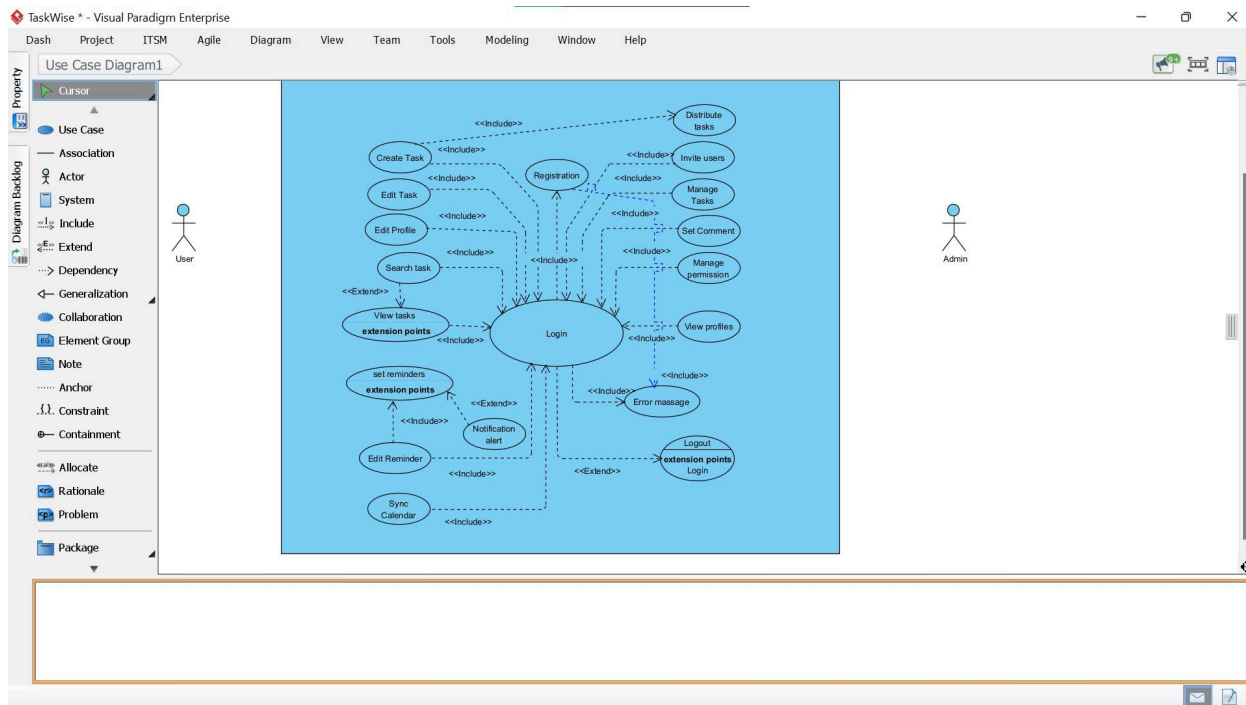 TaskWise * - Visual Paradigm Enterprise
Dash Project ITSM Agile Diagram View Team Tools Modeling Window Help
Use Case Diagram1
9+
Property
Diagram Backlog
Cursor
Use Case
Association
Actor
System
Include
Extend
Dependency
Generalization
Collaboration
Element Group
Note
Anchor
Constraint
Containment
Allocate
Rationale
Problem
Package
User
Admin
<<Include>>
Distribute
tasks
Create Task
<<Include>>
<<Include>>
Invite users
Registration
<<Include>>
<<Include>>
Edit Task
Manage
Tasks
<<Include>>
<<Include>>
Edit Profile
Set Comment
<<Include>>
<<Include>>
<<Include>>
Search task
Manage
permission
<<Extend>>
VIew tasks
extension points
<<Include>>
Login
View profiles
<<Include>>
set reminders
extension points
<<Include>>
<<Include>>
Error massage
<<Extend>>
<<Include>>
Notification
alert
Edit Reminder
<<Include>>
Logout
extension points
Login
<<Extend>>
Sync
Calendar
<<Include>>